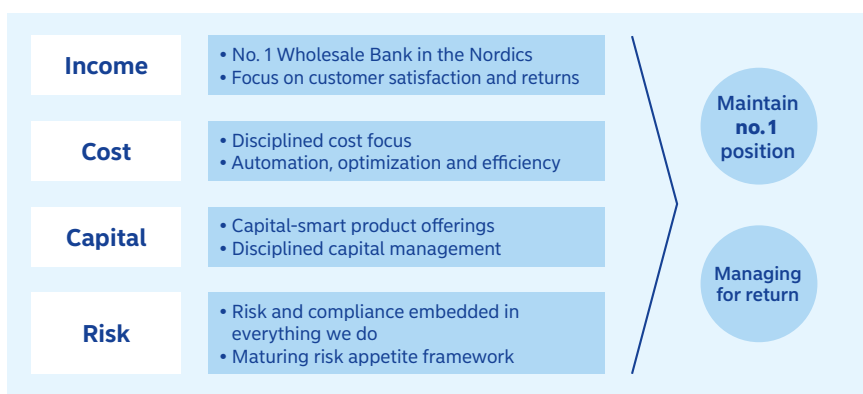 Income
• No. 1 Wholesale Bank in the Nordics
• Focus on customer satisfaction and returns
Cost
• Disciplined cost focus
• Automation, optimization and efficiency
Capital
• Capital-smart product offerings
• Disciplined capital management
Risk
• Risk and compliance embedded in
everything we do
• Maturing risk appetite framework
Maintain
no. 1
position
Managing
for return